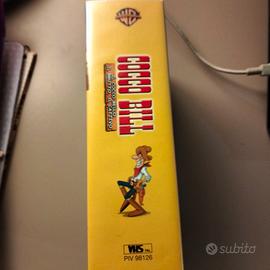 WB
COCCO BILL
VHS
PIV 98126
subito